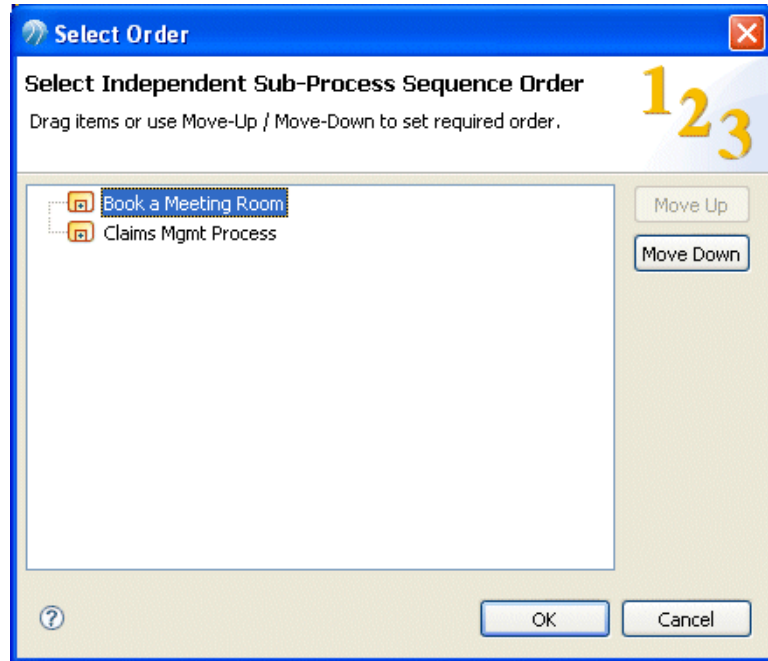 Select Order
Select Independent Sub-Process Sequence Order
Drag items or use Move-Up / Move-Down to set required order.
123
Book a Meeting Room
Claims Mgmt Process
Move Up
Move Down
?
OK
Cancel